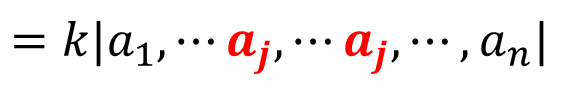 = k|a₁, ⋯ aⱼ, ⋯ aⱼ, ⋯ , aₙ|